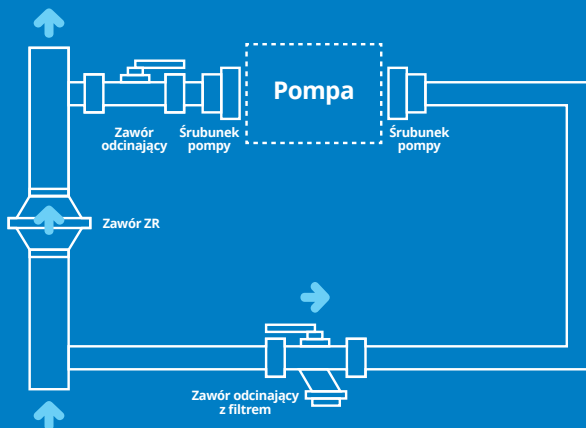 Pompa
Zawór
odcinający
Śrubunek
pompy
Śrubunek
pompy
Zawór ZR
Zawór odcinający
z filtrem